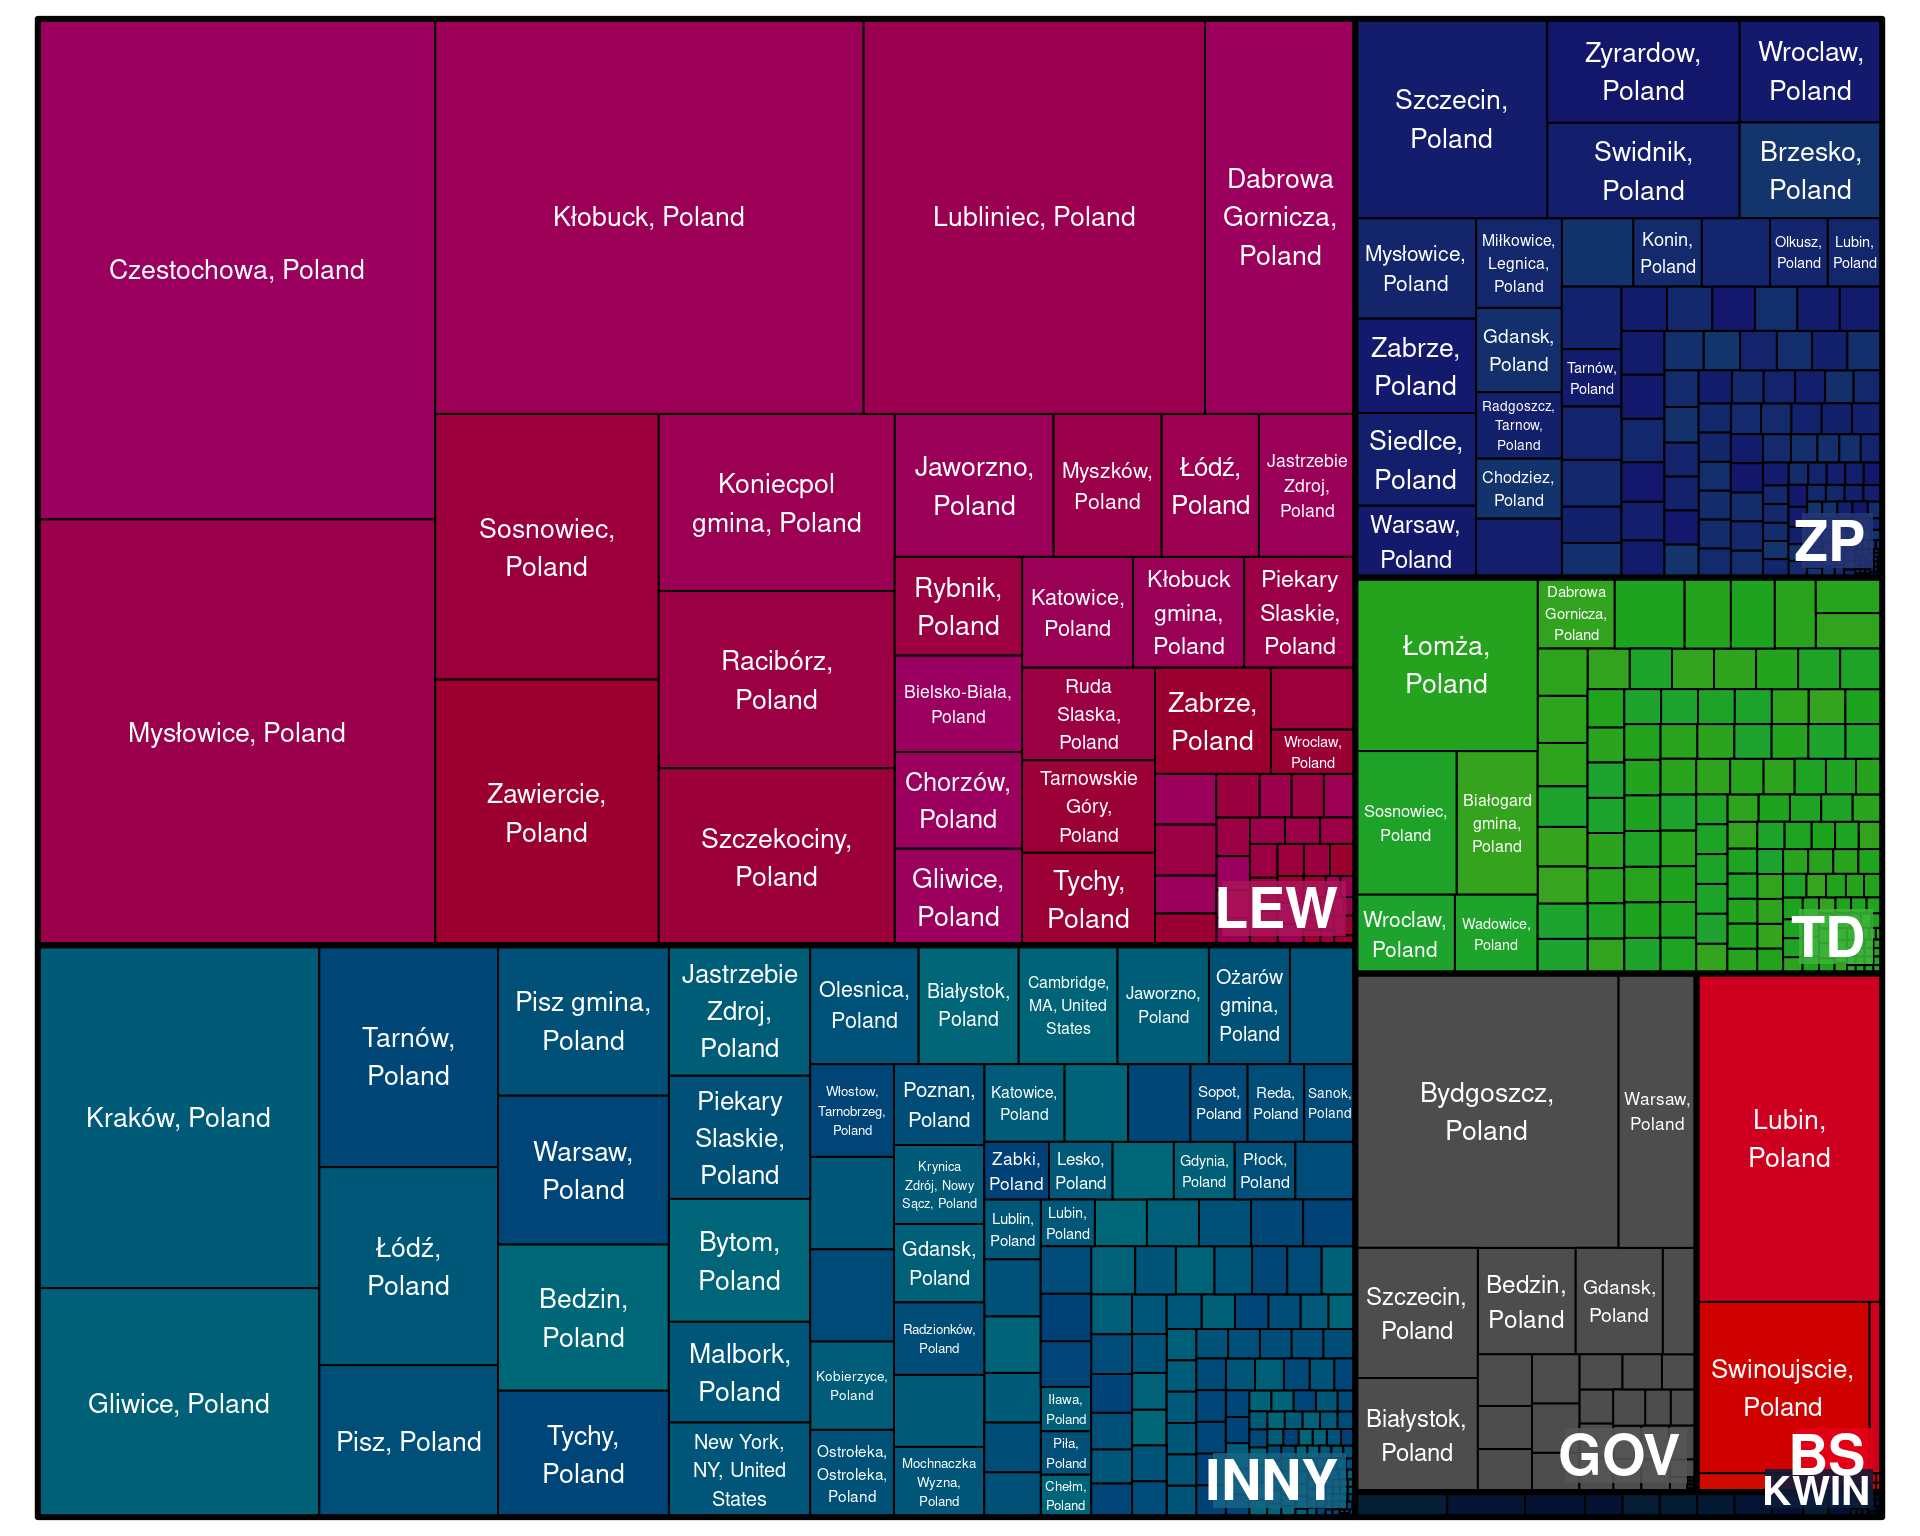 Czestochowa, Poland
Mysłowice, Poland
Kłobuck, Poland
Lubliniec, Poland
Dabrowa
Gornicza,
Poland
Sosnowiec,
Poland
Zawiercie,
Poland
Koniecpol
gmina, Poland
Racibórz,
Poland
Szczekociny,
Poland
Jaworzno,
Poland
Myszków,
Poland
Łódź,
Poland
Jastrzebie
Zdroj,
Poland
Rybnik,
Poland
Katowice,
Poland
Kłobuck
gmina,
Poland
Piekary
Slaskie,
Poland
Bielsko-Biała,
Poland
Chorzów,
Poland
Gliwice,
Poland
Ruda
Slaska,
Poland
Tarnowskie
Góry,
Poland
Tychy,
Poland
Zabrze,
Poland
Wroclaw,
Poland
LEW
Szczecin,
Poland
Zyrardow,
Poland
Wroclaw,
Poland
Swidnik,
Poland
Brzesko,
Poland
Mysłowice,
Poland
Zabrze,
Poland
Siedlce,
Poland
Warsaw,
Poland
Miłkowice,
Legnica,
Poland
Gdansk,
Poland
Radgoszcz,
Tarnow,
Poland
Chodziez,
Poland
Konin,
Poland
Olkusz,
Poland
Lubin,
Poland
Tarnów,
Poland
ZP
Łomża,
Poland
Dabrowa
Gornicza,
Poland
Sosnowiec,
Poland
Białogard
gmina,
Poland
Wroclaw,
Poland
Wadowice,
Poland
TD
Kraków, Poland
Gliwice, Poland
Tarnów,
Poland
Łódź,
Poland
Pisz, Poland
Pisz gmina,
Poland
Warsaw,
Poland
Bedzin,
Poland
Tychy,
Poland
Jastrzebie
Zdroj,
Poland
Piekary
Slaskie,
Poland
Bytom,
Poland
Malbork,
Poland
New York,
NY, United
States
Olesnica,
Poland
Białystok,
Poland
Cambridge,
MA, United
States
Jaworzno,
Poland
Ożarów
gmina,
Poland
Włostow,
Tarnobrzeg,
Poland
Kobierzyce,
Poland
Ostrołeka,
Ostroleka,
Poland
Poznan,
Poland
Krynica
Zdrój, Nowy
Sącz, Poland
Gdansk,
Poland
Radzionków,
Poland
Mochnaczka
Wyzna,
Poland
Katowice,
Poland
Sopot,
Poland
Reda,
Poland
Sanok,
Poland
Zabki,
Poland
Lesko,
Poland
Gdynia,
Poland
Płock,
Poland
Lublin,
Poland
Lubin,
Poland
Iława,
Poland
Piła,
Poland
Chełm,
Poland
INNY
Bydgoszcz,
Poland
Warsaw,
Poland
Szczecin,
Poland
Białystok,
Poland
Bedzin,
Poland
Gdansk,
Poland
GOV
Lubin,
Poland
Swinoujscie,
Poland
BS
KWIN